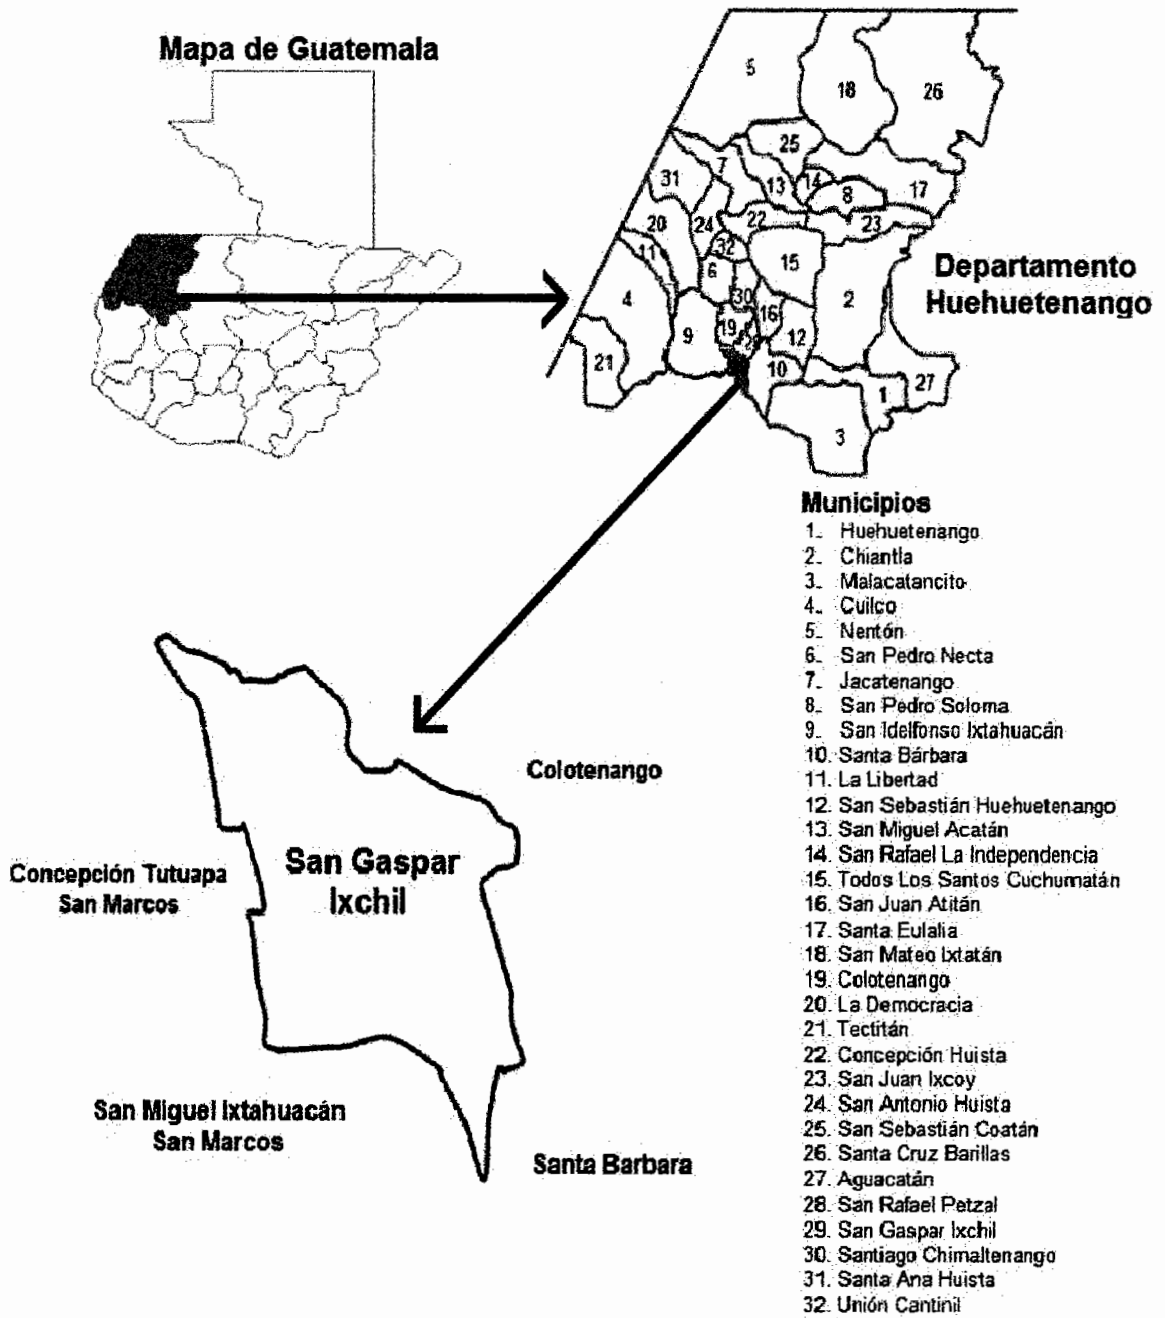 Mapa de Guatemala
5
18
26
25
7
31
13
14
8
17
20
24
22
23
32
11
15
6
Departamento
Huehuetenango
4
30
2
16
19
9
12
28
21
10
27
1
3
Municipios
1. Huehuetenango
2. Chiantla
3. Malacatancito
4. Cuilco
5. Nentón
6. San Pedro Necta
7. Jacatenango
8. San Pedro Soloma
9. San Idelfonso Ixtahuacán
10. Santa Bárbara
11. La Libertad
12. San Sebastián Huehuetenango
13. San Miguel Acatán
14. San Rafael La Independencia
15. Todos Los Santos Cuchumatán
16. San Juan Atitán
17. Santa Eulalia
18. San Mateo Ixtatán
19. Colotenango
20. La Democracia
21. Tectitán
22. Concepción Huista
23. San Juan Ixcoy
24. San Antonio Huista
25. San Sebastián Coatán
26. Santa Cruz Barillas
27. Aguacatán
28. San Rafael Petzal
29. San Gaspar Ixchil
30. Santiago Chimaltenango
31. Santa Ana Huista
32. Unión Cantinil
Colotenango
San Gaspar
Ixchil
Concepción Tutuapa
San Marcos
San Miguel Ixtahuacán
San Marcos
Santa Barbara